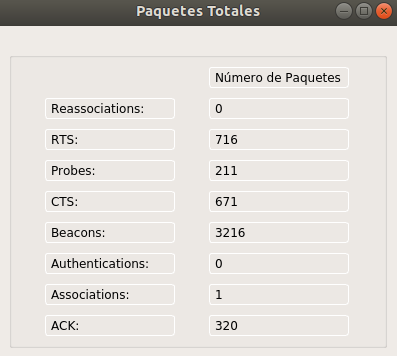 Paquetes Totales
Número de Paquetes
Reassociations: 0
RTS: 716
Probes: 211
CTS: 671
Beacons: 3216
Authentications: 0
Associations: 1
ACK: 320